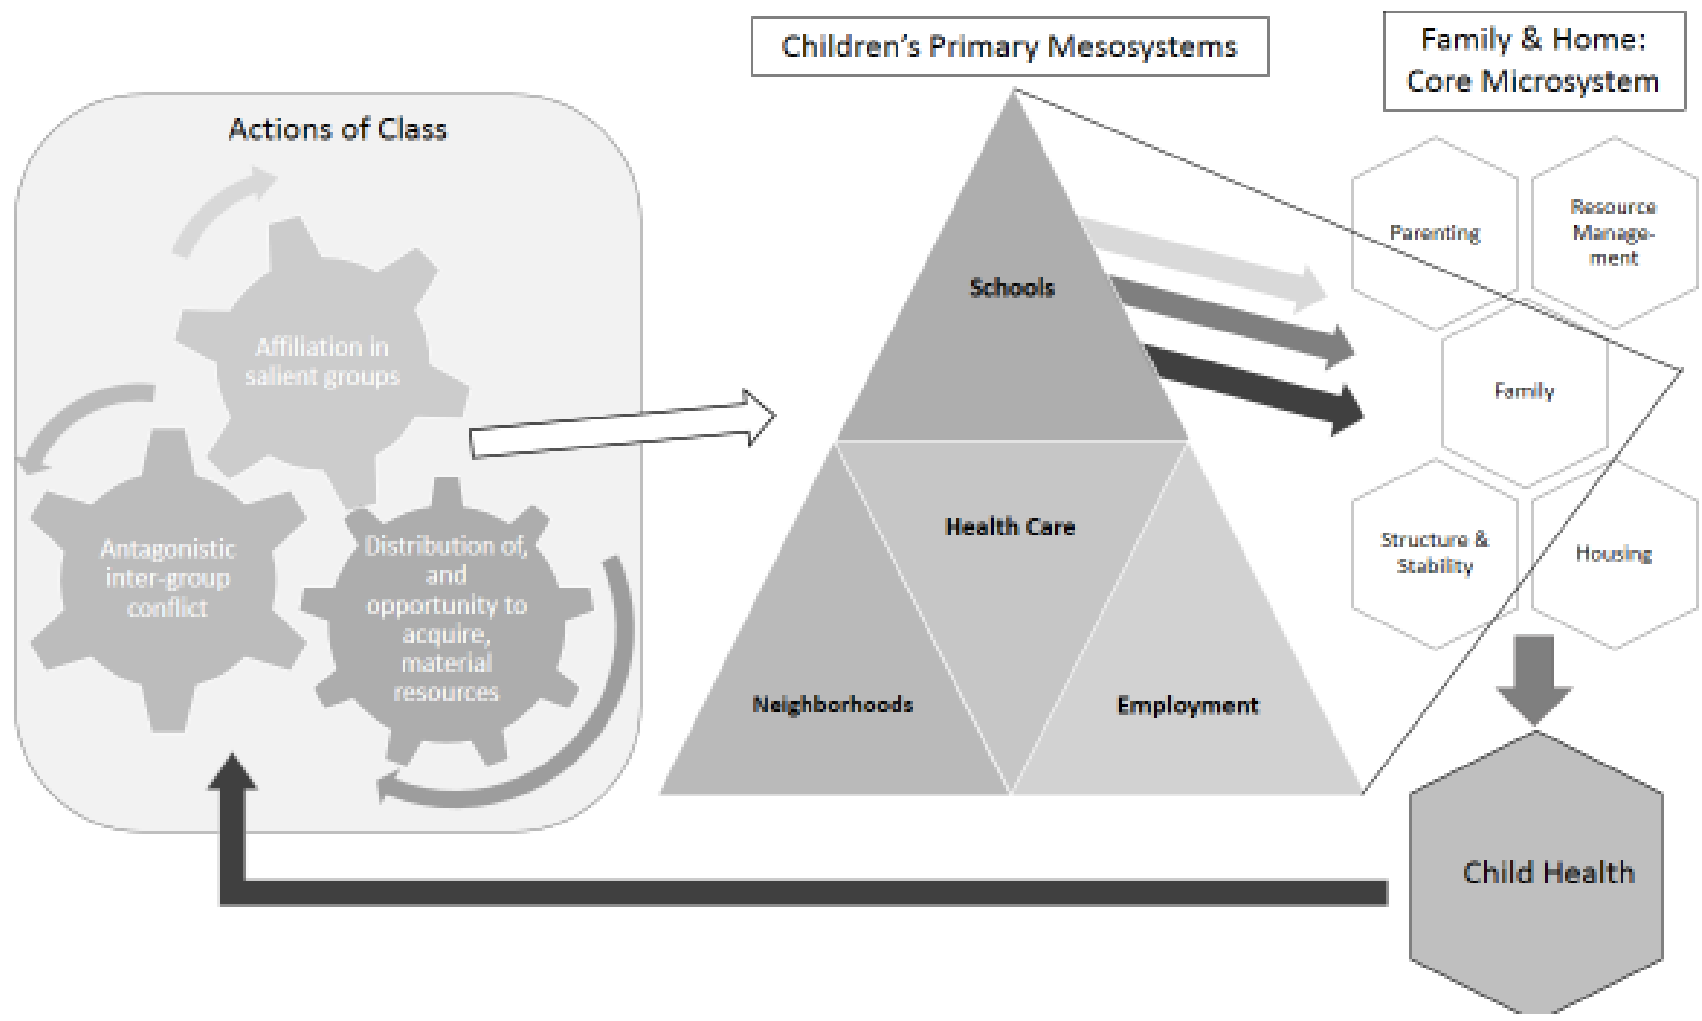 Children's Primary Mesosystems
Family & Home:
Core Microsystem
Actions of Class
Affiliation in
salient groups
Antagonistic
inter-group
conflict
Distribution of,
and
opportunity to
acquire,
material
resources
Schools
Health Care
Neighborhoods
Employment
Parenting
Resource
Manage-
ment
Family
Structure &
Stability
Housing
Child Health